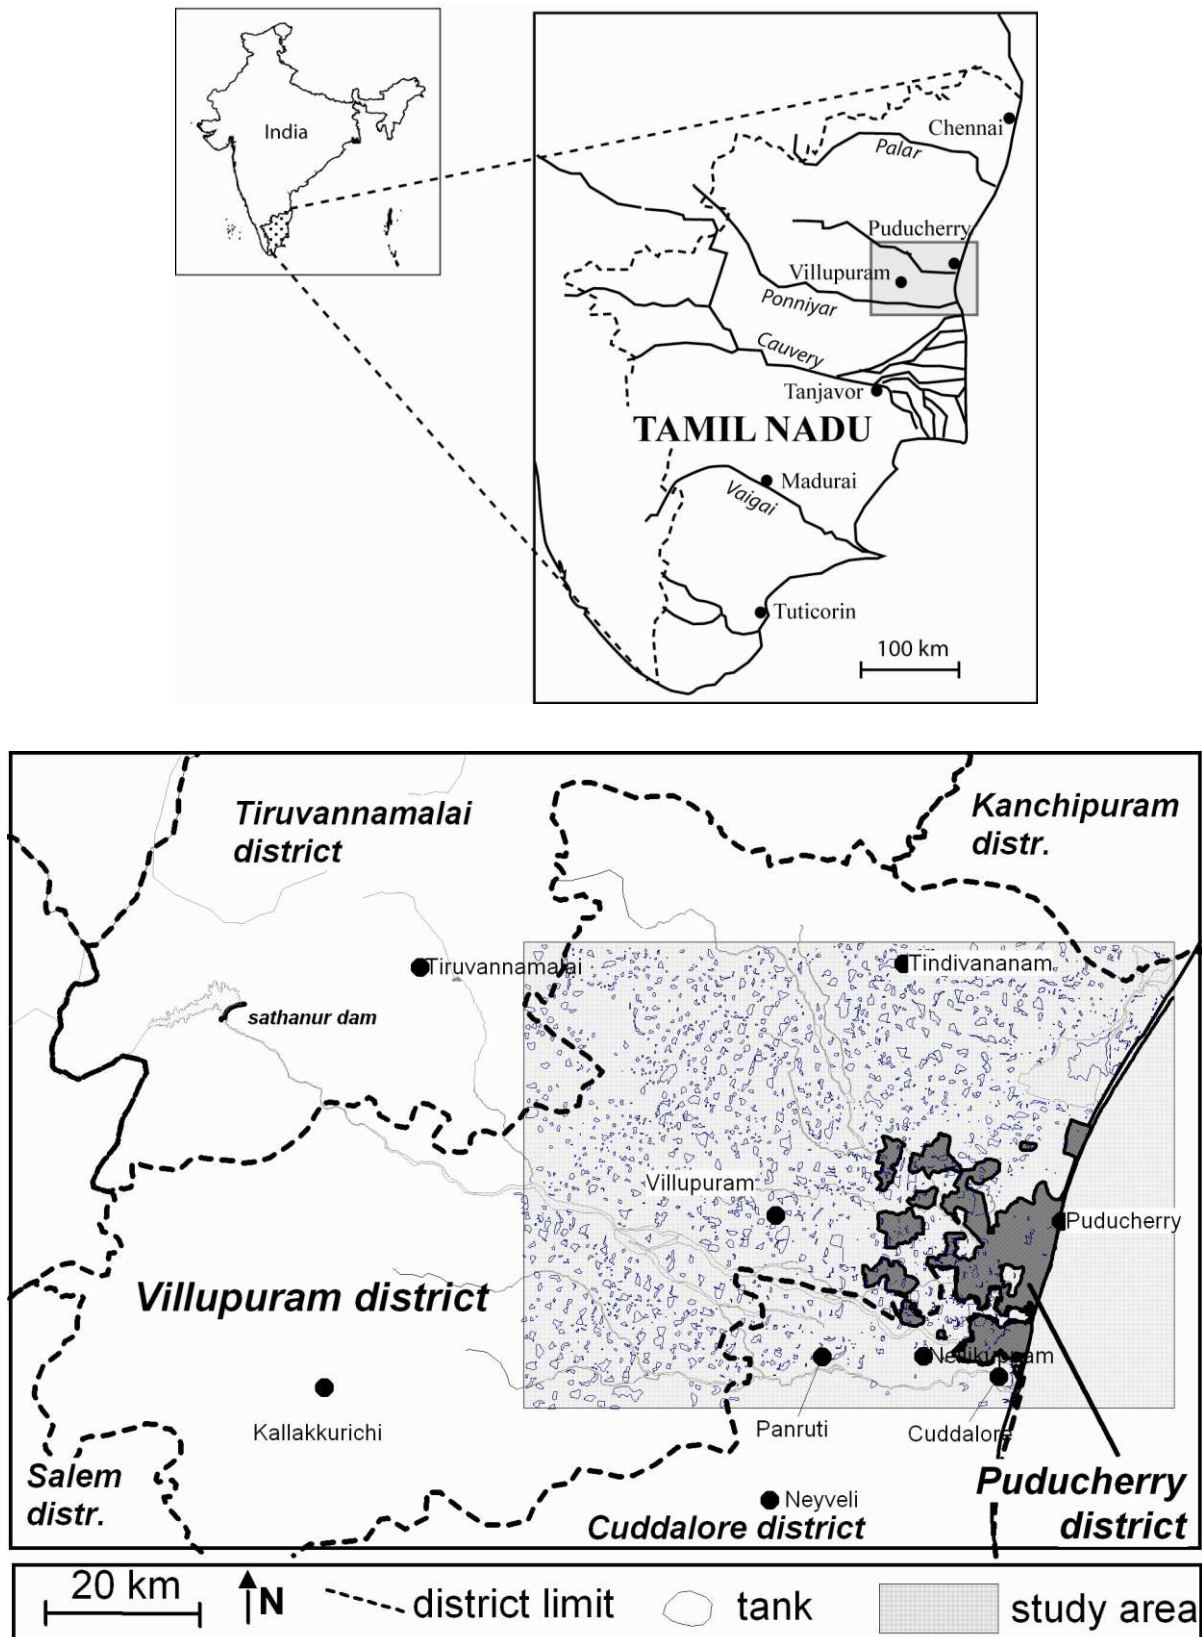 India
Chennai
Palar
Puducherry
Villupuram
Ponniyar
Cauvery
Tanjavor
TAMIL NADU
Madurai
Vaigai
Tuticorin
100 km
Tiruvannamalai
district
Kanchipuram
distr.
Tiruvannamalai
Tindivananam
sathanur dam
Villupuram
Puducherry
Villupuram district
Nellikuppam
Kallakkurichi
Panruti
Cuddalore
Salem
distr.
Neyveli
Cuddalore district
Puducherry
district
20 km
N
district limit
tank
study area